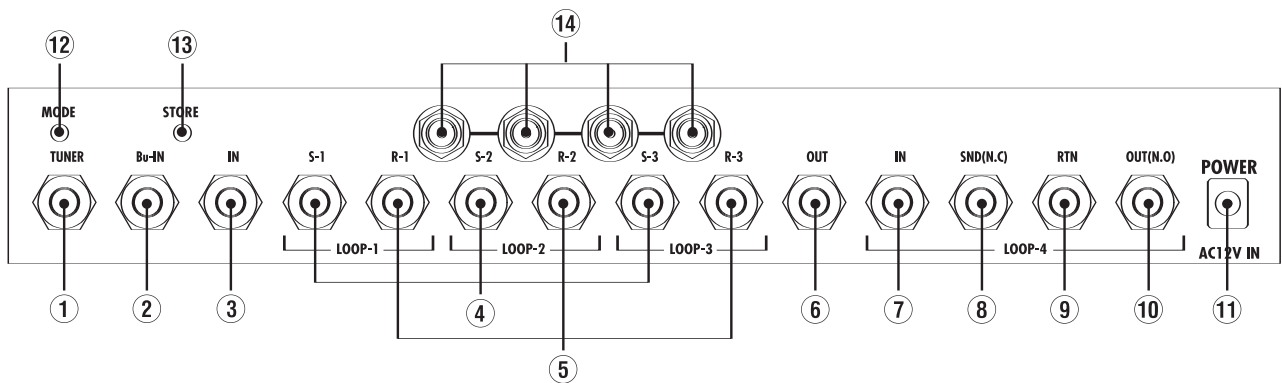 ⑭
⑫ ⑬
MODE STORE
TUNER Bu-IN IN S-1 R-1 S-2 R-2 S-3 R-3 OUT IN SND(N.C) RTN OUT(N.O) POWER
LOOP-1 LOOP-2 LOOP-3 LOOP-4 AC12V IN
① ② ③ ④ ⑥ ⑦ ⑧ ⑨ ⑩ ⑪
⑤